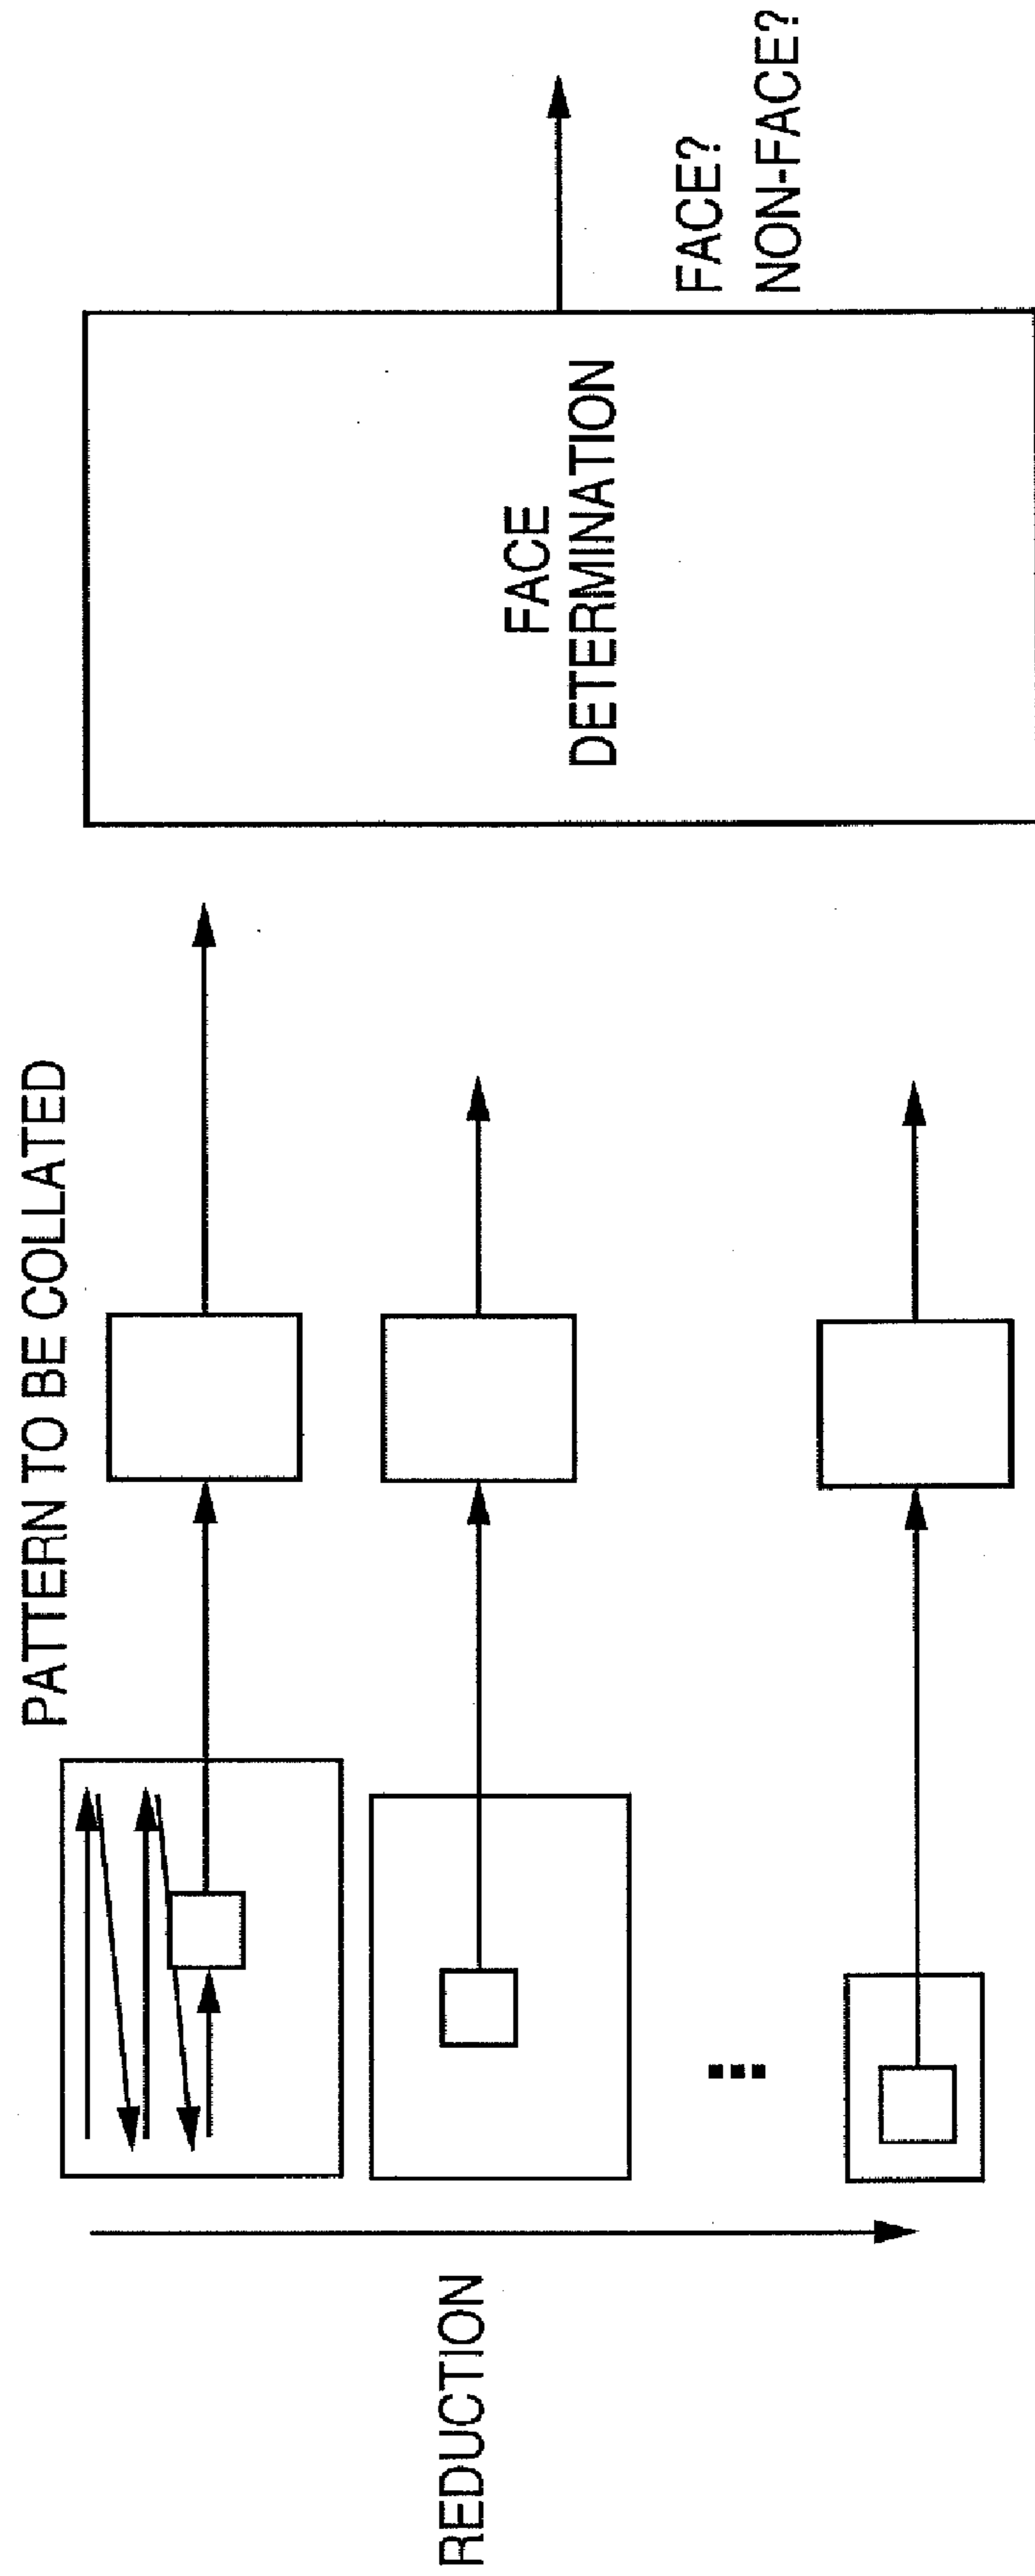 PATTERN TO BE COLLATED
REDUCTION
FACE
DETERMINATION
FACE?
NON-FACE?